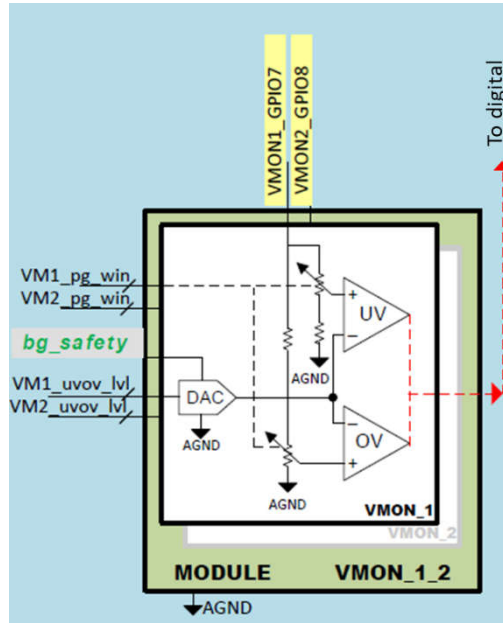 To digital
VMON1_GPIO7
VMON2_GPIO8
VM1_pg_win
VM2_pg_win
bg_safety
VM1_uvov_lvl
VM2_uvov_lvl
DAC
AGND
+
UV
−
AGND
−
OV
+
AGND
VMON_1
VMON_2
MODULE VMON_1_2
AGND